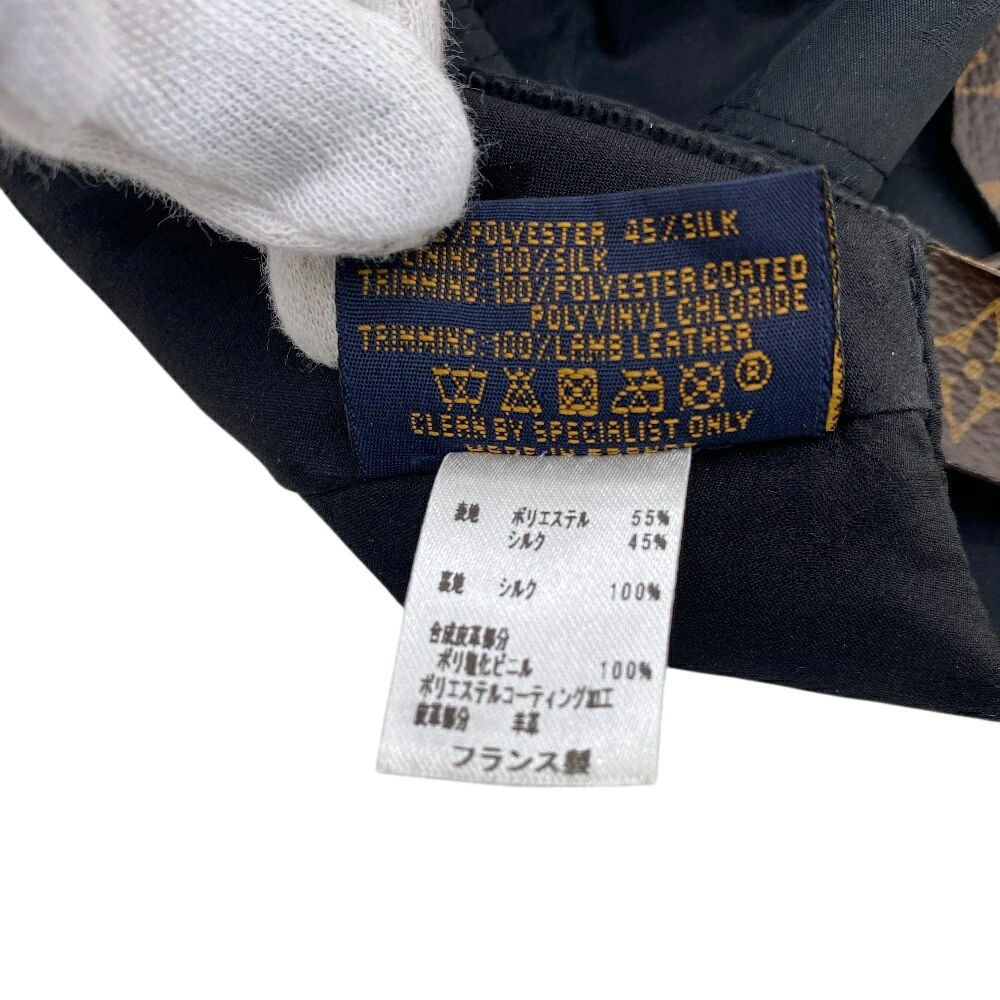 POLYESTER 45%SILK
LINING:100%SILK
TRIMMING:100%POLYESTER COATED
POLYVINYL CHLORIDE
TRIMMING:100%LAMB LEATHER
®
CLEAN BY SPECIALIST ONLY
MADE IN FRANCE
表地 ポリエステル 55%
シルク 45%
裏地 シルク 100%
合成皮革部分
ポリ塩化ビニル 100%
ポリエステルコーティング加工
皮革部分 羊革
フランス製